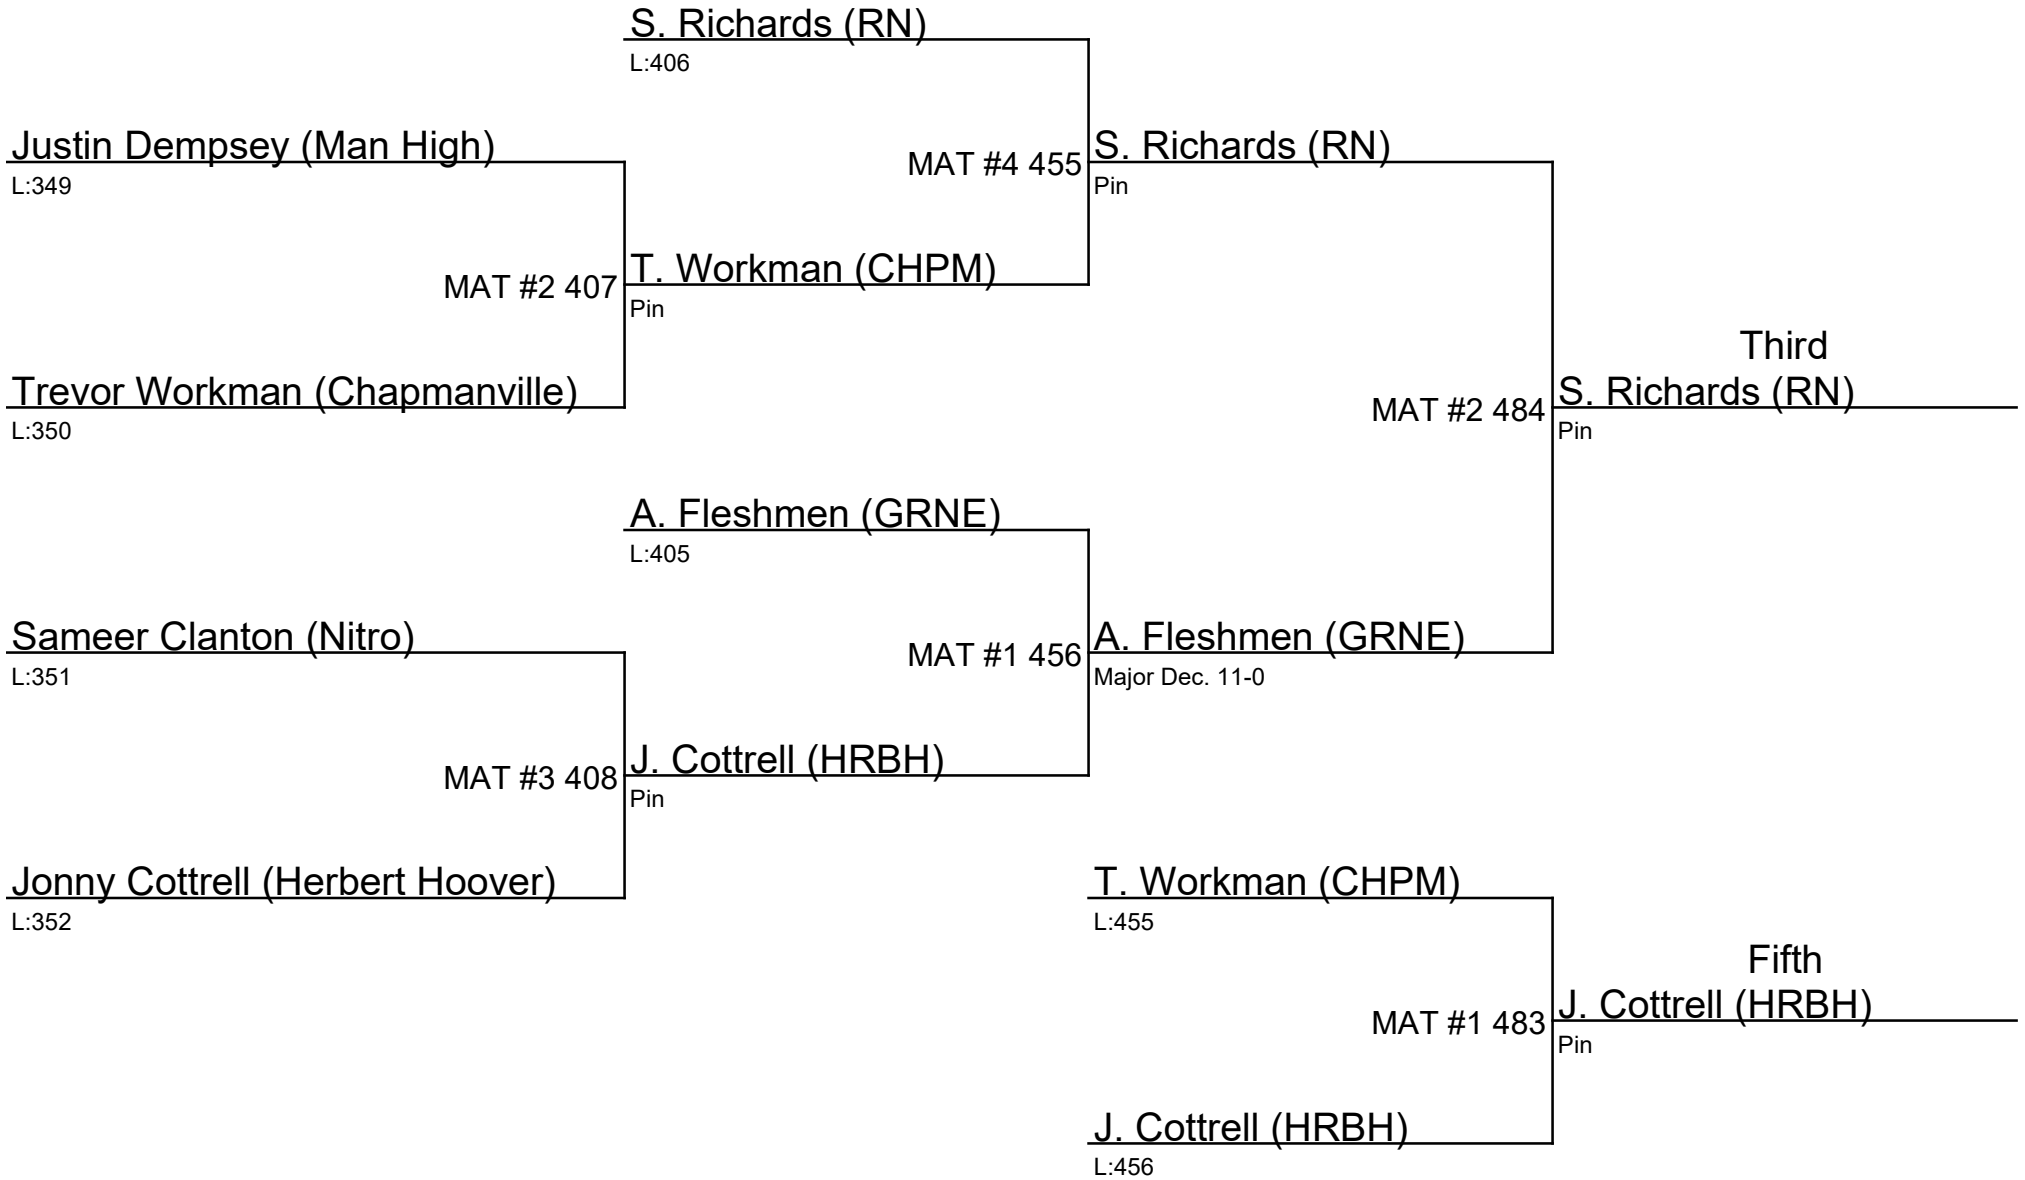 S. Richards (RN)
L:406
Justin Dempsey (Man High)
L:349
MAT #4 455
S. Richards (RN)
Pin
MAT #2 407
T. Workman (CHPM)
Pin
Third
Trevor Workman (Chapmanville)
L:350
MAT #2 484
S. Richards (RN)
Pin
A. Fleshmen (GRNE)
L:405
Sameer Clanton (Nitro)
L:351
MAT #1 456
A. Fleshmen (GRNE)
Major Dec. 11-0
MAT #3 408
J. Cottrell (HRBH)
Pin
Jonny Cottrell (Herbert Hoover)
L:352
T. Workman (CHPM)
L:455
Fifth
MAT #1 483
J. Cottrell (HRBH)
Pin
J. Cottrell (HRBH)
L:456